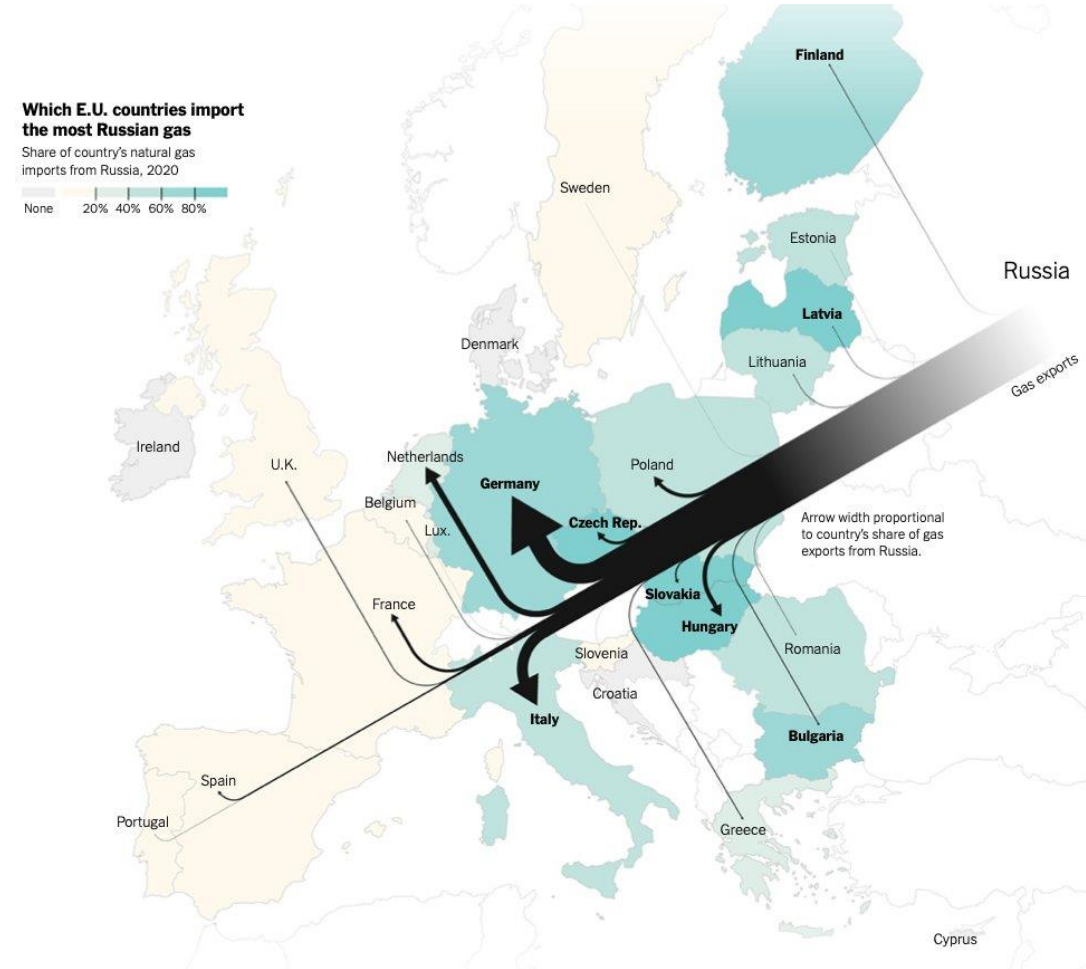 Which E.U. countries import
the most Russian gas
Share of country's natural gas
imports from Russia, 2020
None
20% 40% 60% 80%
Finland
Sweden
Estonia
Russia
Latvia
Denmark
Lithuania
Gas exports
Ireland
Netherlands
U.K.
Poland
Germany
Belgium
Czech Rep.
Arrow width proportional
to country's share of gas
exports from Russia.
Lux.
Slovakia
France
Hungary
Slovenia
Romania
Croatia
Italy
Bulgaria
Spain
Portugal
Greece
Cyprus